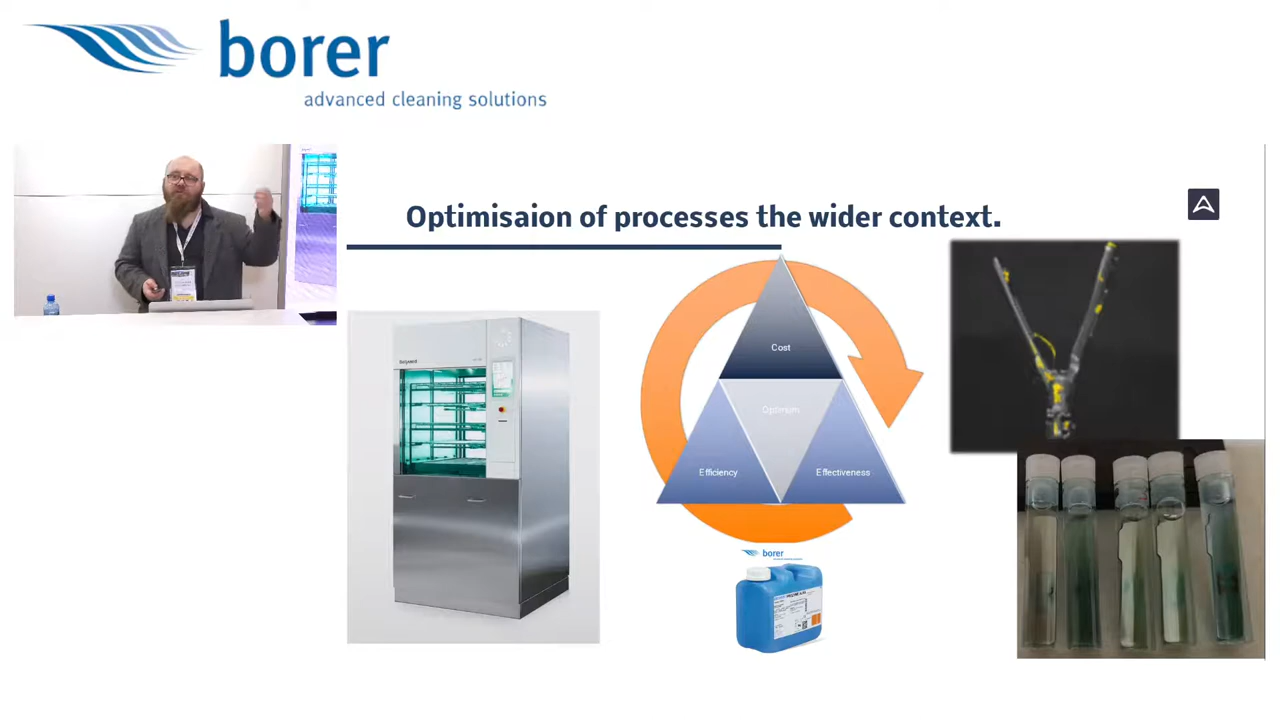 borer
advanced cleaning solutions
Optimisaion of processes the wider context.
Cost
Optimum
Efficiency
Effectiveness
borer